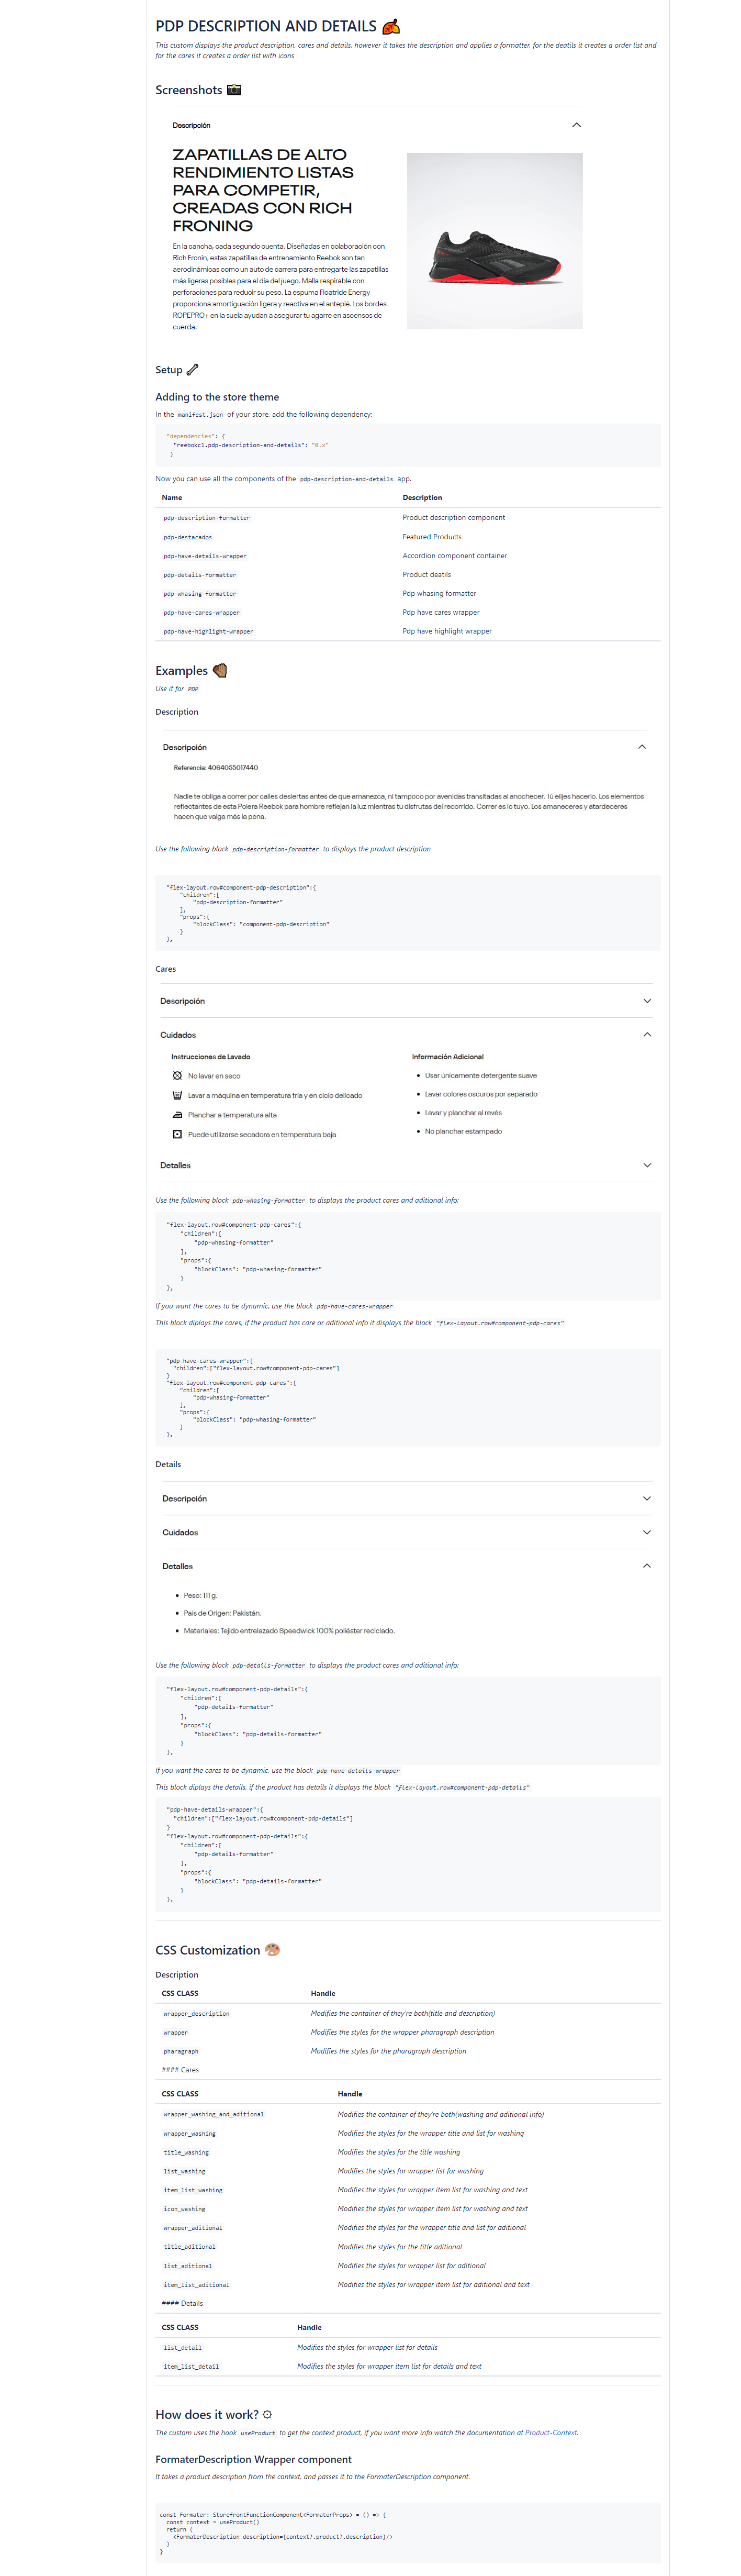 PDP DESCRIPTION AND DETAILS
This custom displays the product description, cares and details, however it takes the description and applies a formatter, for the deatils it creates a order list and
for the cares it creates a order list with icons
Screenshots
Descripción
ZAPATILLAS DE ALTO
RENDIMIENTO LISTAS
PARA COMPETIR,
CREADAS CON RICH
FRONING
En la cancha, cada segundo cuenta. Diseñadas en colaboración con
Rich Fronin, estas zapatillas de entrenamiento Reebok son tan
aerodinámicas como un auto de carrera para entregarte las zapatillas
más ligeras posibles para el día del juego. Malla respirable con
perforaciones para reducir su peso. La espuma Floatride Energy
proporciona amortiguación ligera y reactiva en el antepié. Los bordes
ROPEPRO+ en la suela ayudan a asegurar tu agarre en ascensos de
cuerda.
Setup
Adding to the store theme
In the manifest.json of your store, add the following dependency:
"dependencies": {
"reebokcl.pdp-description-and-details": "0.x"
}
Now you can use all the components of the pdp-description-and-details app.
Name Description
pdp-description-formatter Product description component
pdp-destacados Featured Products
pdp-have-details-wrapper Accordion component container
pdp-details-formatter Product deatils
pdp-whasing-formatter Pdp whasing formatter
pdp-have-cares-wrapper Pdp have cares wrapper
pdp-have-highlight-wrapper Pdp have highlight wrapper
Examples
Use it for PDP
Description
Descripción
Referencia: 4064055017440
Nadie te obliga a correr por calles desiertas antes de que amanezca, ni tampoco por avenidas transitadas al anochecer. Tú elijes hacerlo. Los elementos
reflectantes de esta Polera Reebok para hombre reflejan la luz mientras tu disfrutas del recorrido. Correr es lo tuyo. Los amaneceres y atardeceres
hacen que valga más la pena.
Use the following block pdp-description-formatter to displays the product description
"flex-layout.row#component-pdp-description":{
"children":[
"pdp-description-formatter"
],
"props":{
"blockClass": "component-pdp-description"
}
},
Cares
Descripción
Cuidados
Instrucciones de Lavado Información Adicional
No lavar en seco • Usar únicamente detergente suave
Lavar a máquina en temperatura fría y en ciclo delicado • Lavar colores oscuros por separado
Planchar a temperatura alta • Lavar y planchar al revés
Puede utilizarse secadora en temperatura baja • No planchar estampado
Detalles
Use the following block pdp-whasing-formatter to displays the product cares and aditional info:
"flex-layout.row#component-pdp-cares":{
"children":[
"pdp-whasing-formatter"
],
"props":{
"blockClass": "pdp-whasing-formatter"
}
},
If you want the cares to be dynamic, use the block pdp-have-cares-wrapper
This block diplays the cares, if the product has care or aditional info it displays the block "flex-layout.row#component-pdp-cares"
"pdp-have-cares-wrapper":{
"children":["flex-layout.row#component-pdp-cares"]
}
"flex-layout.row#component-pdp-cares":{
"children":[
"pdp-whasing-formatter"
],
"props":{
"blockClass": "pdp-whasing-formatter"
}
},
Details
Descripción
Cuidados
Detalles
• Peso: 111 g.
• País de Origen: Pakistán.
• Materiales: Tejido entrelazado Speedwick 100% poliéster reciclado.
Use the following block pdp-details-formatter to displays the product cares and aditional info:
"flex-layout.row#component-pdp-details":{
"children":[
"pdp-details-formatter"
],
"props":{
"blockClass": "pdp-details-formatter"
}
},
If you want the cares to be dynamic, use the block pdp-have-details-wrapper
This block diplays the details, if the product has details it displays the block "flex-layout.row#component-pdp-details"
"pdp-have-details-wrapper":{
"children":["flex-layout.row#component-pdp-details"]
}
"flex-layout.row#component-pdp-details":{
"children":[
"pdp-details-formatter"
],
"props":{
"blockClass": "pdp-details-formatter"
}
},
CSS Customization
Description
CSS CLASS Handle
wrapper_description Modifies the container of they're both(title and description)
wrapper Modifies the styles for the wrapper pharagraph description
pharagraph Modifies the styles for the pharagraph description
#### Cares
CSS CLASS Handle
wrapper_washing_and_aditional Modifies the container of they're both(washing and aditional info)
wrapper_washing Modifies the styles for the wrapper title and list for washing
title_washing Modifies the styles for the title washing
list_washing Modifies the styles for wrapper list for washing
item_list_washing Modifies the styles for wrapper item list for washing and text
icon_washing Modifies the styles for wrapper item list for washing and text
wrapper_aditional Modifies the styles for the wrapper title and list for aditional
title_aditional Modifies the styles for the title aditional
list_aditional Modifies the styles for wrapper list for aditional
item_list_aditional Modifies the styles for wrapper item list for aditional and text
#### Details
CSS CLASS Handle
list_detail Modifies the styles for wrapper list for details
item_list_detail Modifies the styles for wrapper item list for details and text
How does it work?
The custom uses the hook useProduct to get the context product, if you want more info watch the documentation at Product-Context.
FormaterDescription Wrapper component
It takes a product description from the context, and passes it to the FormaterDescription component.
const Formater: StorefrontFunctionComponent<FormaterProps> = () => {
const context = useProduct()
return (
<FormaterDescription description={context?.product?.description}/>
)
}